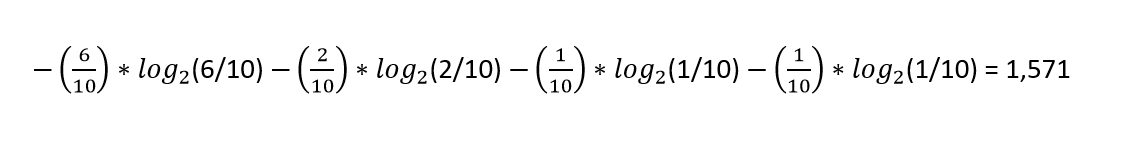 −(6/10) * log₂(6/10) − (2/10) * log₂(2/10) − (1/10) * log₂(1/10) − (1/10) * log₂(1/10) = 1,571